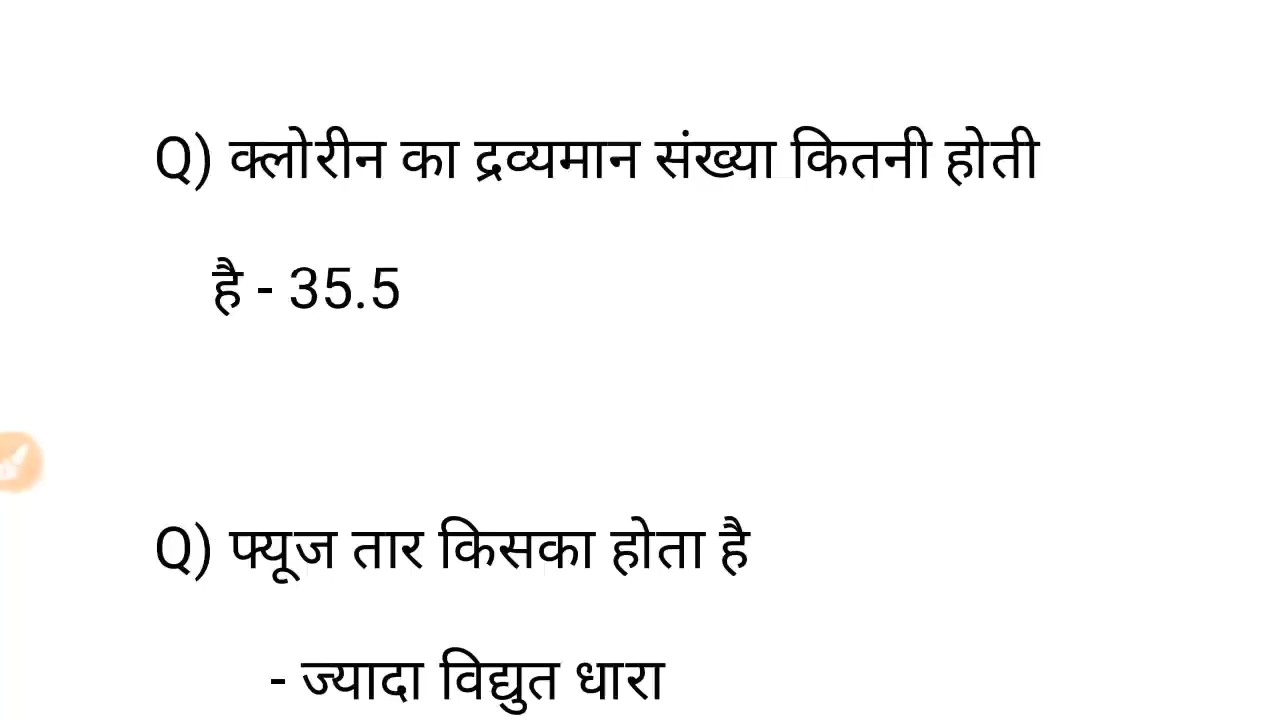 Q) क्लोरीन का द्रव्यमान संख्या कितनी होती
है - 35.5
Q) फ्यूज तार किसका होता है
- ज्यादा विद्युत धारा